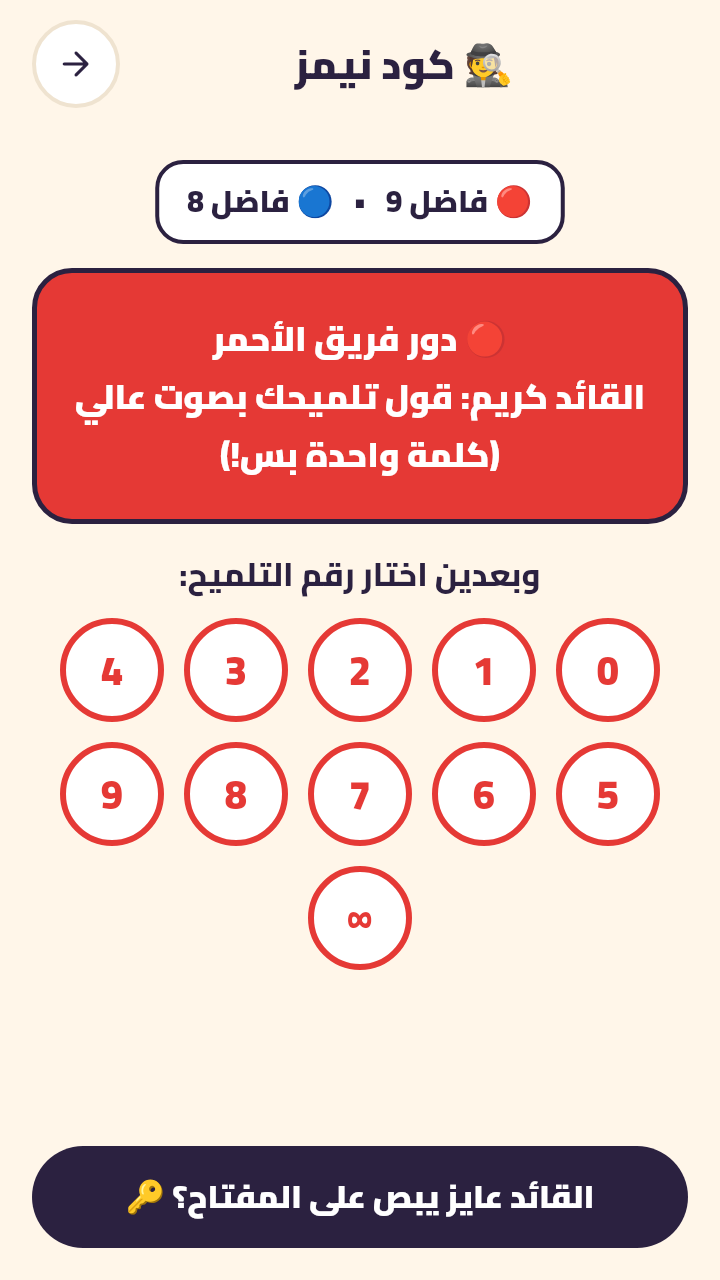 🕵️ كود نيمز
🔴 فاضل 9 · 🔵 فاضل 8
🔴 دور فريق الأحمر
القائد كريم: قول تلميحك بصوت عالي
(كلمة واحدة بس!)
وبعدين اختار رقم التلميح:
0 1 2 3 4
5 6 7 8 9
∞
القائد عايز يبص على المفتاح؟ 🔑